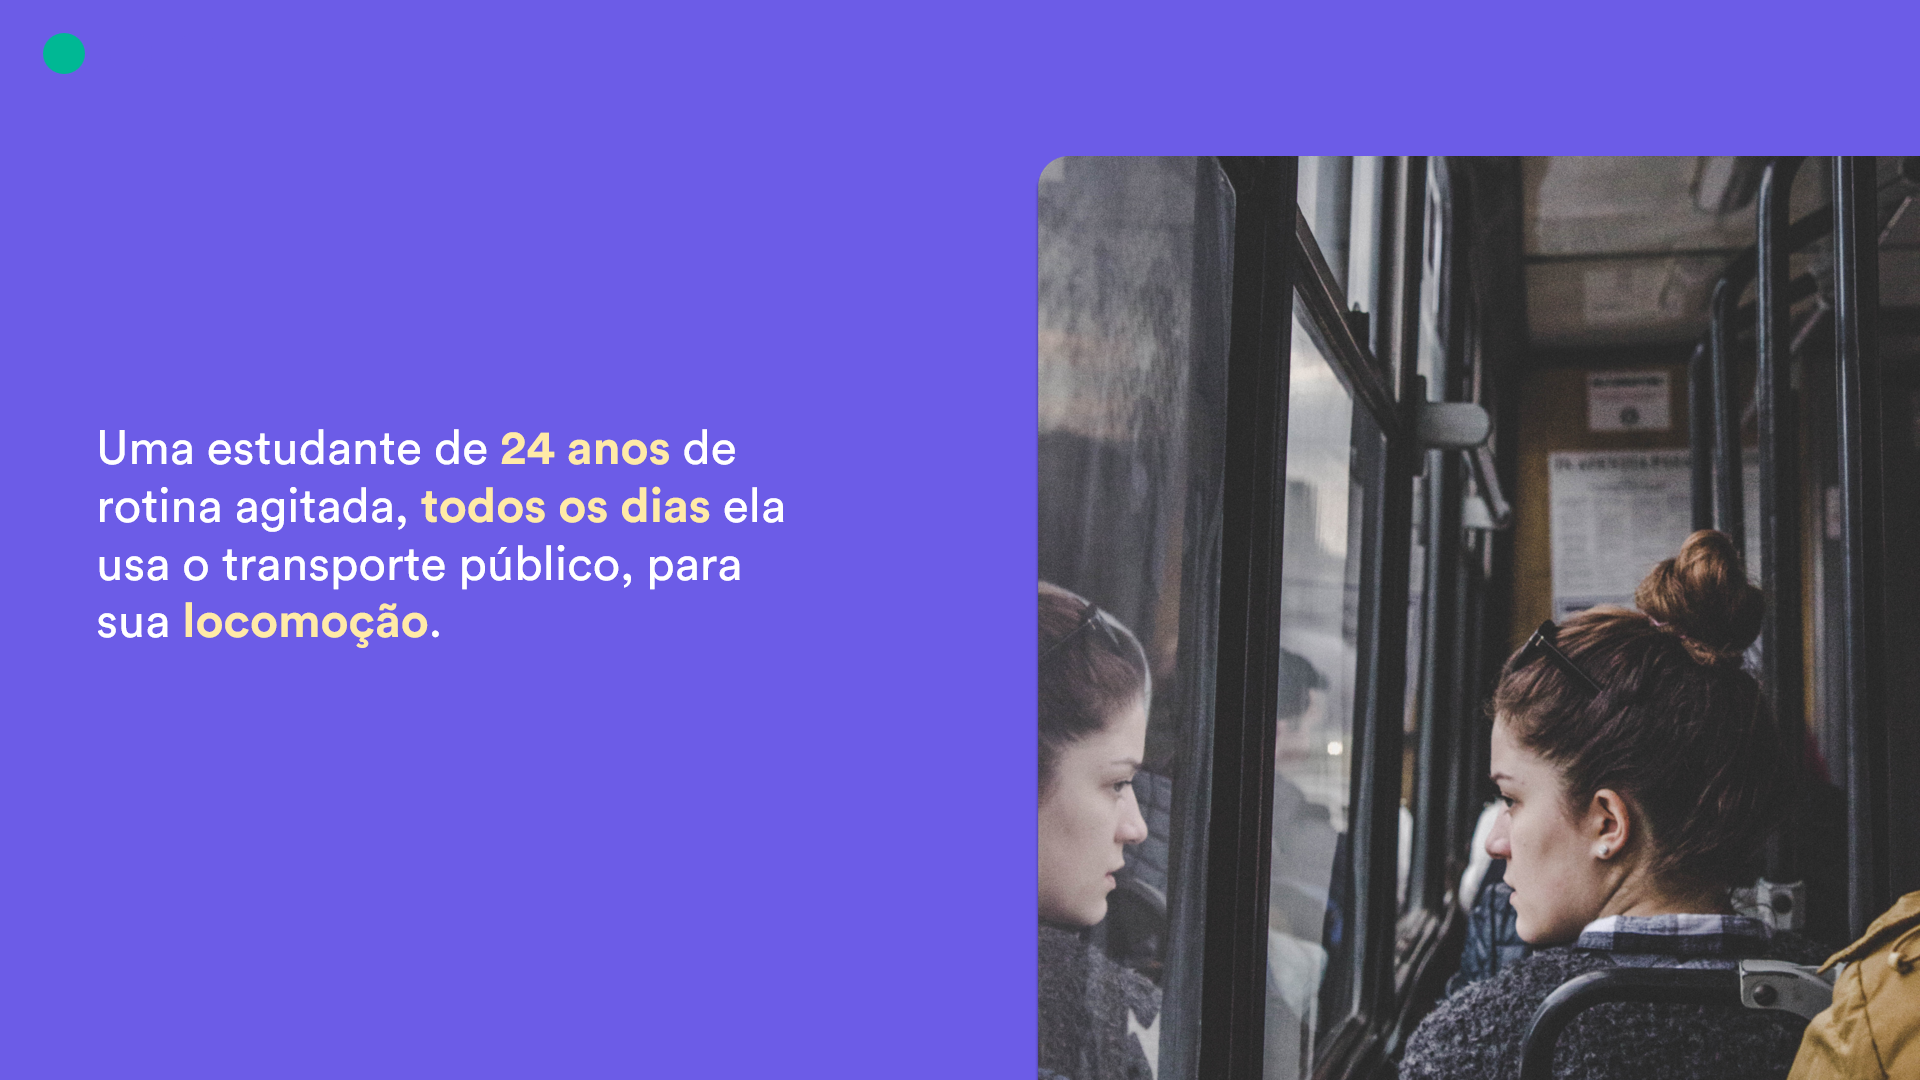 Uma estudante de 24 anos de
rotina agitada, todos os dias ela
usa o transporte público, para
sua locomoção.